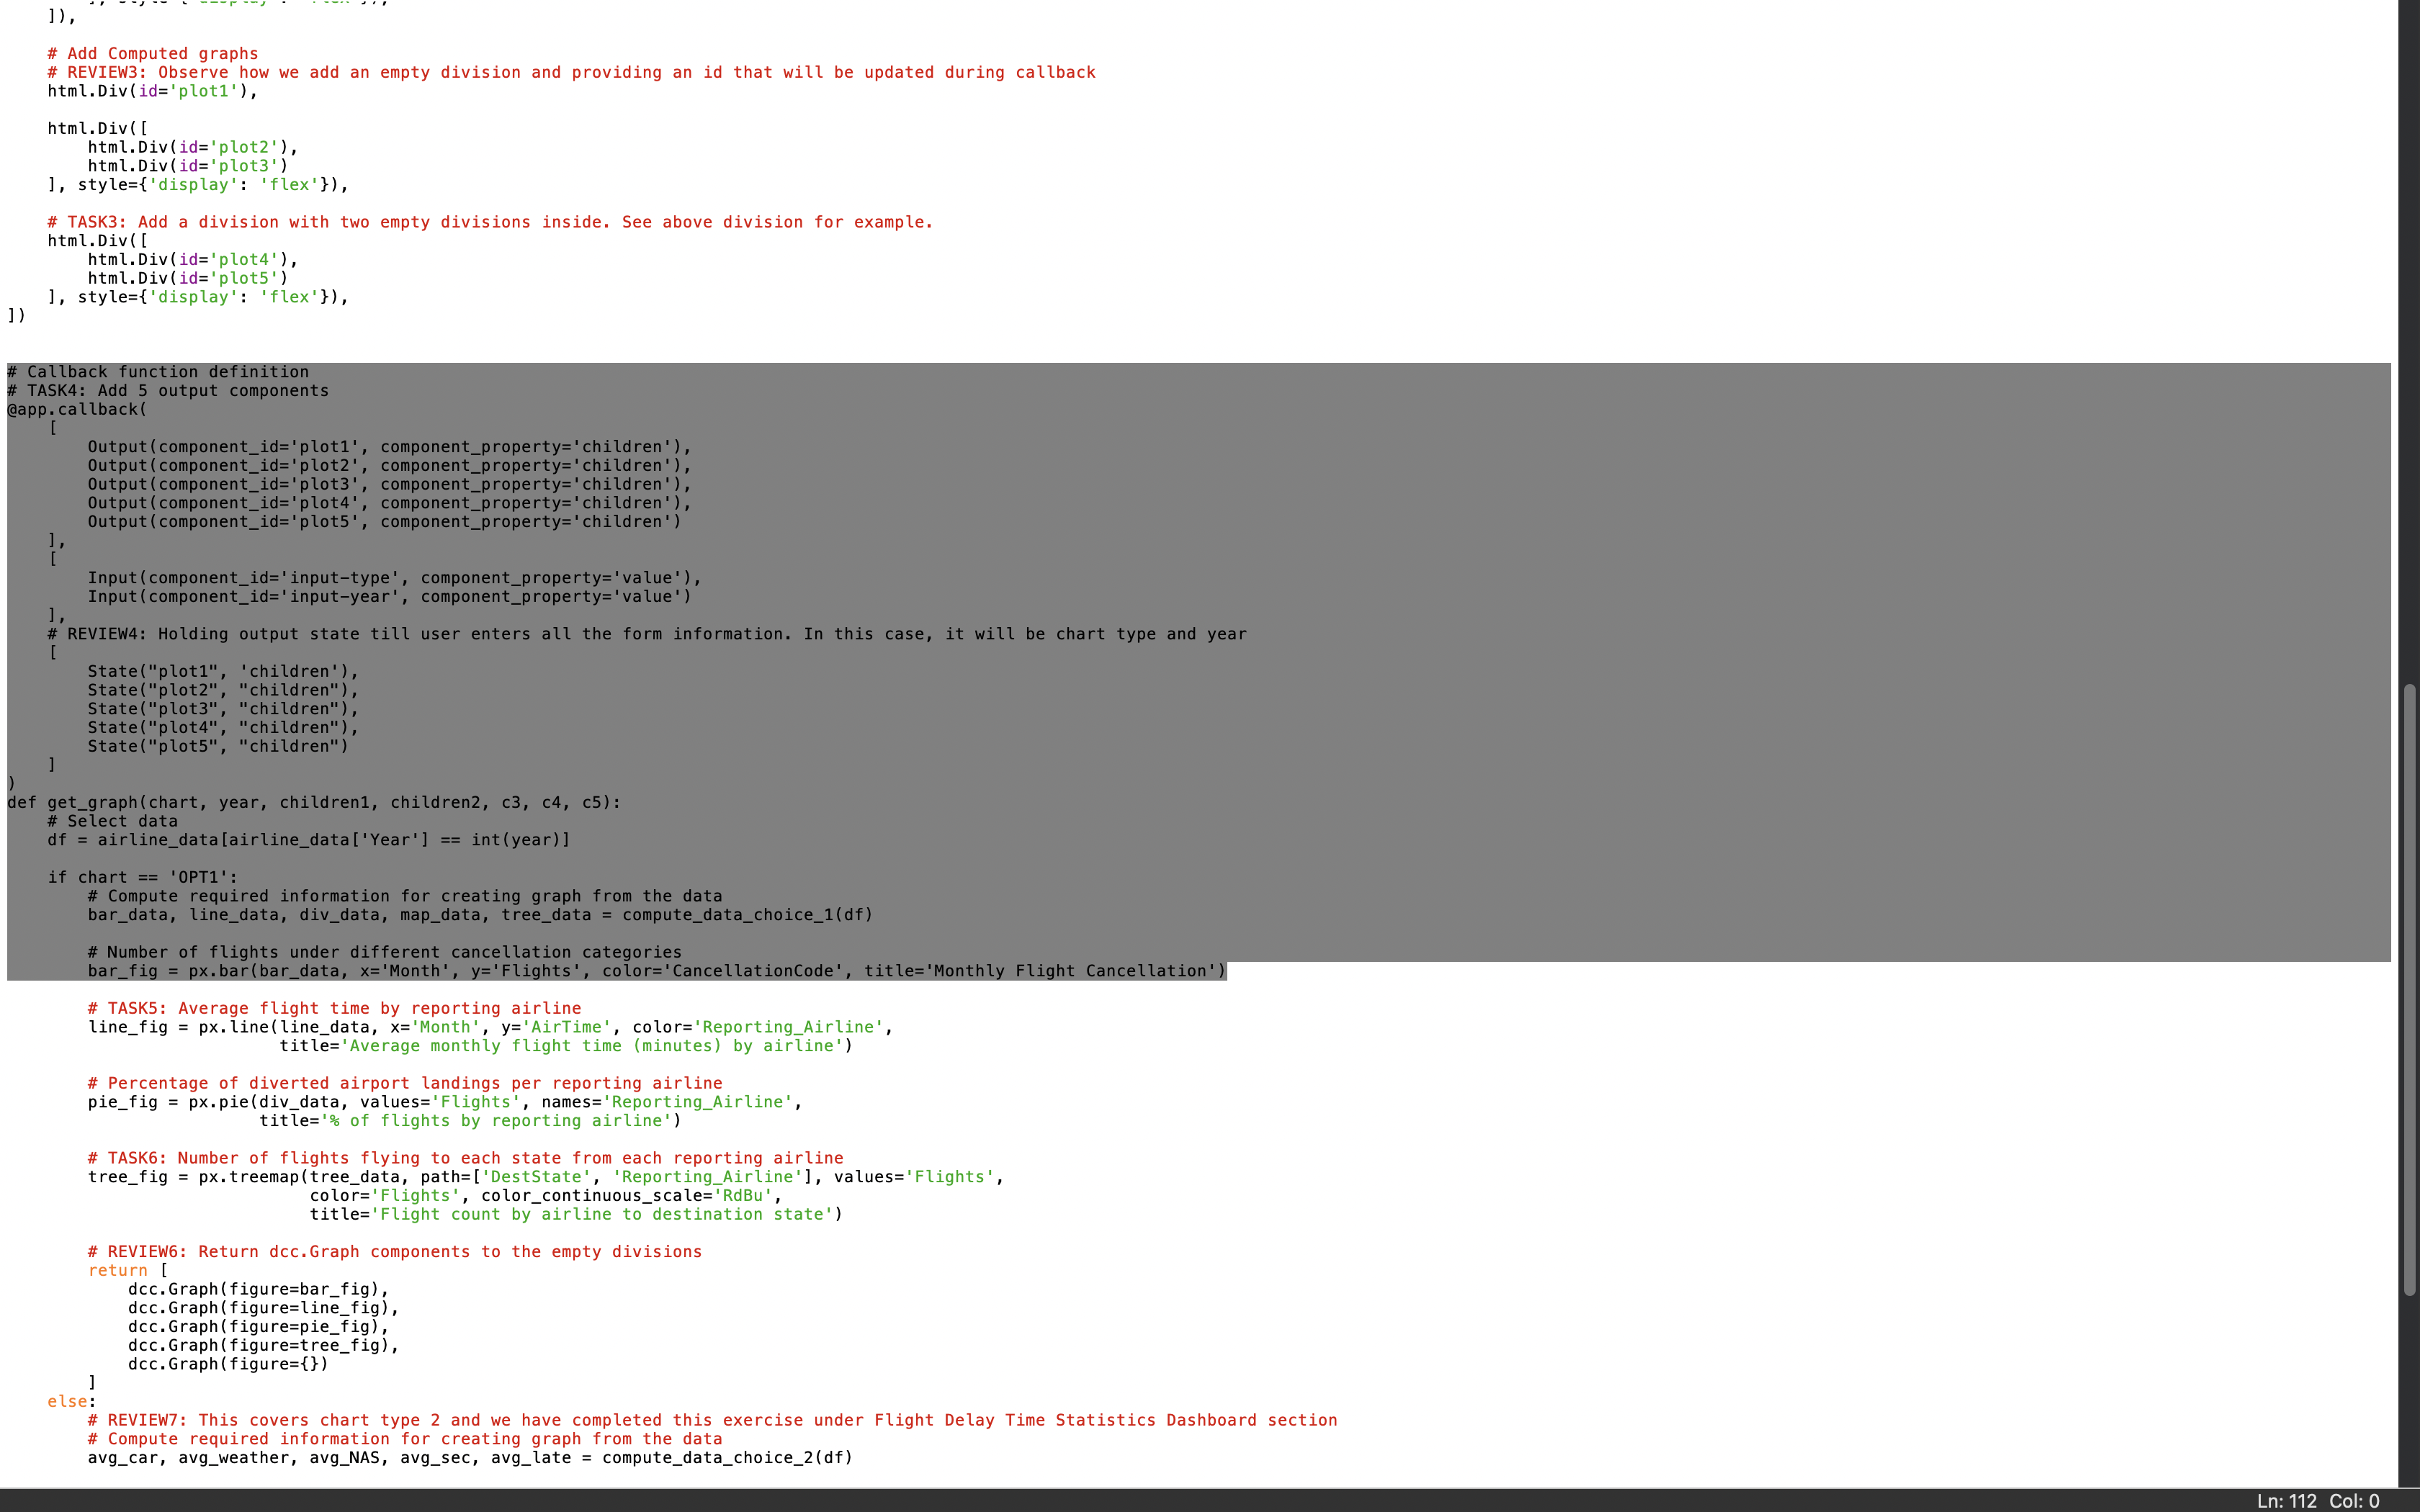 ], style={'display': 'flex'}),
    ]),

    # Add Computed graphs
    # REVIEW3: Observe how we add an empty division and providing an id that will be updated during callback
    html.Div(id='plot1'),

    html.Div([
        html.Div(id='plot2'),
        html.Div(id='plot3')
    ], style={'display': 'flex'}),

    # TASK3: Add a division with two empty divisions inside. See above division for example.
    html.Div([
        html.Div(id='plot4'),
        html.Div(id='plot5')
    ], style={'display': 'flex'}),
])


# Callback function definition
# TASK4: Add 5 output components
@app.callback(
    [
        Output(component_id='plot1', component_property='children'),
        Output(component_id='plot2', component_property='children'),
        Output(component_id='plot3', component_property='children'),
        Output(component_id='plot4', component_property='children'),
        Output(component_id='plot5', component_property='children')
    ],
    [
        Input(component_id='input-type', component_property='value'),
        Input(component_id='input-year', component_property='value')
    ],
    # REVIEW4: Holding output state till user enters all the form information. In this case, it will be chart type and year
    [
        State("plot1", 'children'),
        State("plot2", "children"),
        State("plot3", "children"),
        State("plot4", "children"),
        State("plot5", "children")
    ]
)
def get_graph(chart, year, children1, children2, c3, c4, c5):
    # Select data
    df = airline_data[airline_data['Year'] == int(year)]

    if chart == 'OPT1':
        # Compute required information for creating graph from the data
        bar_data, line_data, div_data, map_data, tree_data = compute_data_choice_1(df)

        # Number of flights under different cancellation categories
        bar_fig = px.bar(bar_data, x='Month', y='Flights', color='CancellationCode', title='Monthly Flight Cancellation')

        # TASK5: Average flight time by reporting airline
        line_fig = px.line(line_data, x='Month', y='AirTime', color='Reporting_Airline',
                           title='Average monthly flight time (minutes) by airline')

        # Percentage of diverted airport landings per reporting airline
        pie_fig = px.pie(div_data, values='Flights', names='Reporting_Airline',
                         title='% of flights by reporting airline')

        # TASK6: Number of flights flying to each state from each reporting airline
        tree_fig = px.treemap(tree_data, path=['DestState', 'Reporting_Airline'], values='Flights',
                              color='Flights', color_continuous_scale='RdBu',
                              title='Flight count by airline to destination state')

        # REVIEW6: Return dcc.Graph components to the empty divisions
        return [
            dcc.Graph(figure=bar_fig),
            dcc.Graph(figure=line_fig),
            dcc.Graph(figure=pie_fig),
            dcc.Graph(figure=tree_fig),
            dcc.Graph(figure={})
        ]
    else:
        # REVIEW7: This covers chart type 2 and we have completed this exercise under Flight Delay Time Statistics Dashboard section
        # Compute required information for creating graph from the data
        avg_car, avg_weather, avg_NAS, avg_sec, avg_late = compute_data_choice_2(df)
Ln: 112 Col: 0